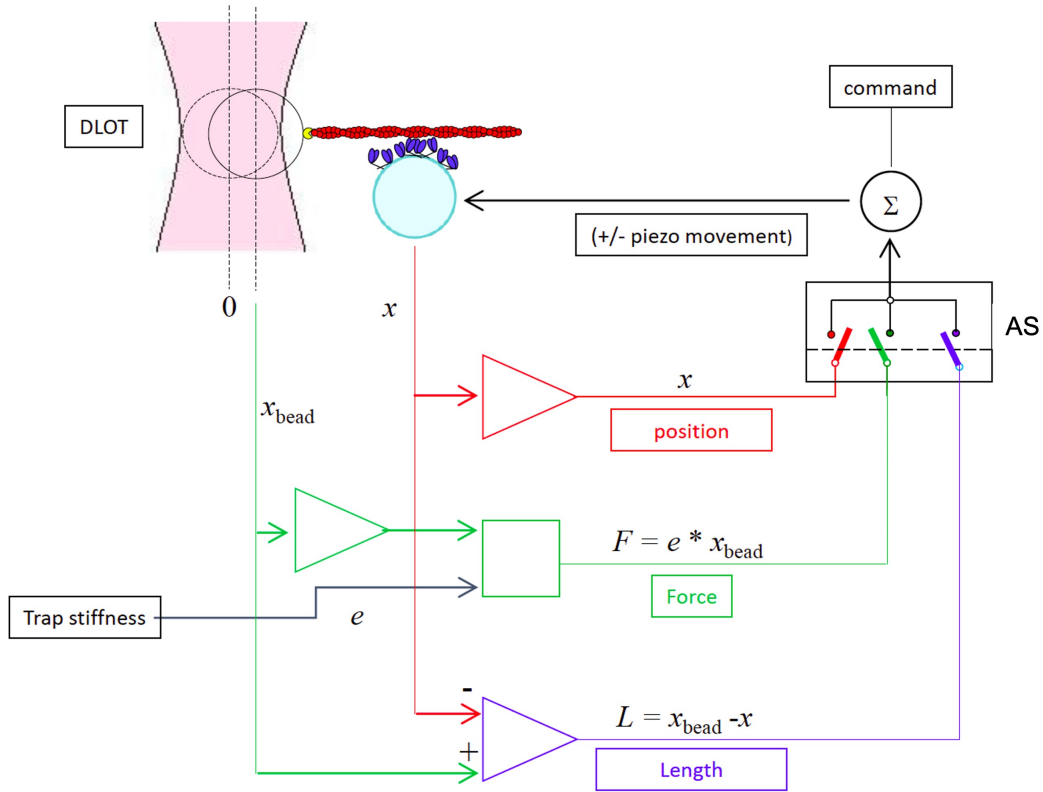 command
DLOT
Σ
(+/- piezo movement)
0
x
AS
x
x_bead
position
F = e * x_bead
Force
Trap stiffness
e
-
L = x_bead -x
+
Length